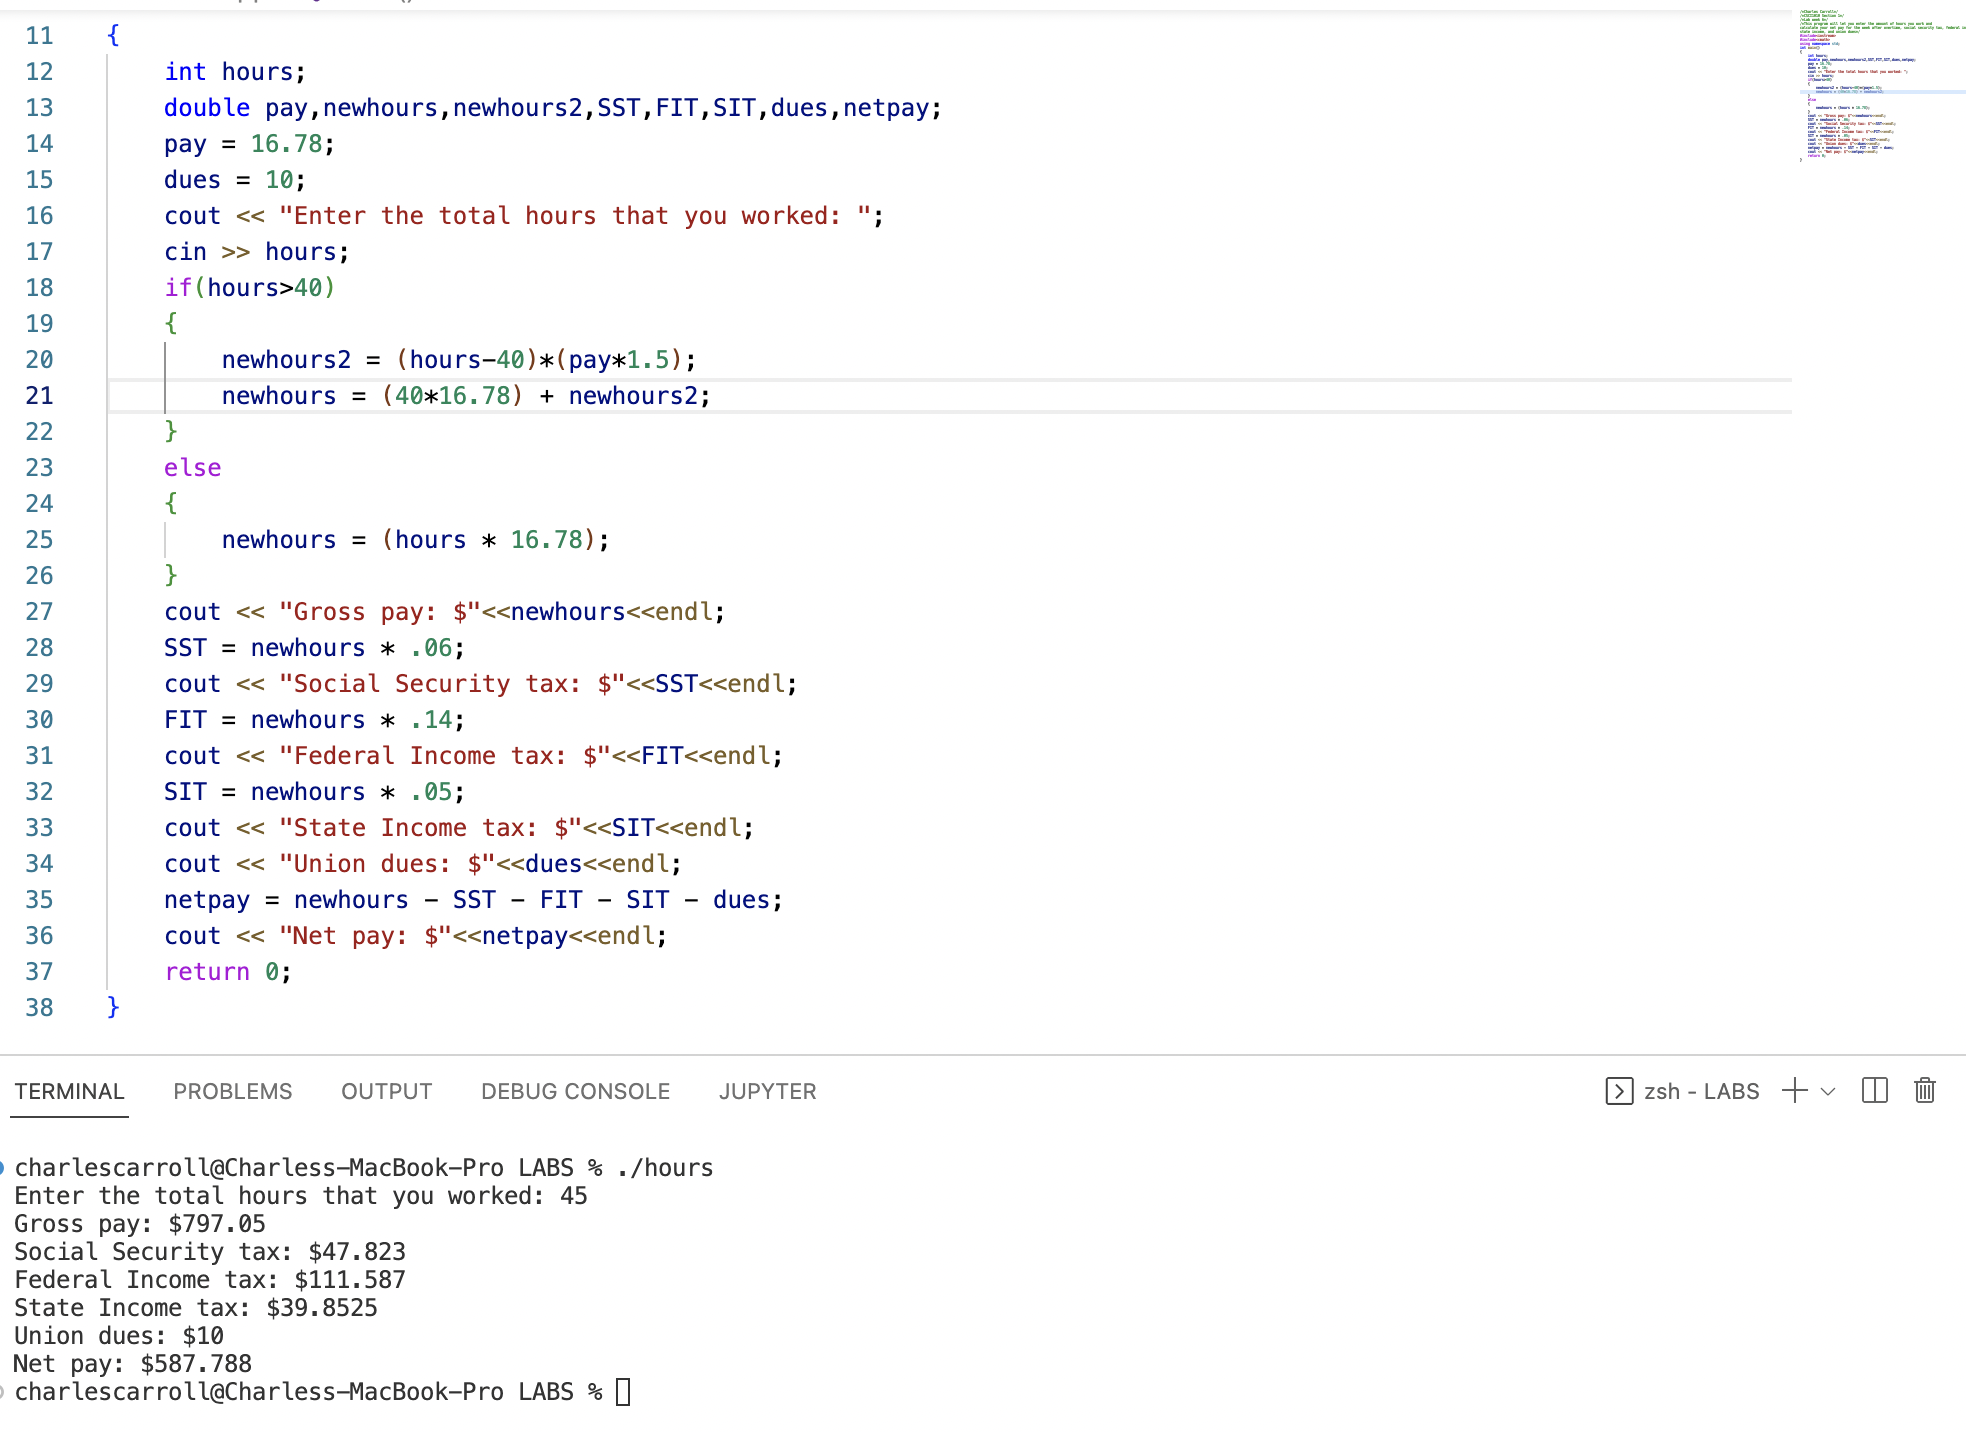 11 {
12     int hours;
13     double pay,newhours,newhours2,SST,FIT,SIT,dues,netpay;
14     pay = 16.78;
15     dues = 10;
16     cout << "Enter the total hours that you worked: ";
17     cin >> hours;
18     if(hours>40)
19     {
20         newhours2 = (hours-40)*(pay*1.5);
21         newhours = (40*16.78) + newhours2;
22     }
23     else
24     {
25         newhours = (hours * 16.78);
26     }
27     cout << "Gross pay: $"<<newhours<<endl;
28     SST = newhours * .06;
29     cout << "Social Security tax: $"<<SST<<endl;
30     FIT = newhours * .14;
31     cout << "Federal Income tax: $"<<FIT<<endl;
32     SIT = newhours * .05;
33     cout << "State Income tax: $"<<SIT<<endl;
34     cout << "Union dues: $"<<dues<<endl;
35     netpay = newhours - SST - FIT - SIT - dues;
36     cout << "Net pay: $"<<netpay<<endl;
37     return 0;
38 }
TERMINAL PROBLEMS OUTPUT DEBUG CONSOLE JUPYTER zsh - LABS
charlescarroll@Charless-MacBook-Pro LABS % ./hours
Enter the total hours that you worked: 45
Gross pay: $797.05
Social Security tax: $47.823
Federal Income tax: $111.587
State Income tax: $39.8525
Union dues: $10
Net pay: $587.788
charlescarroll@Charless-MacBook-Pro LABS %